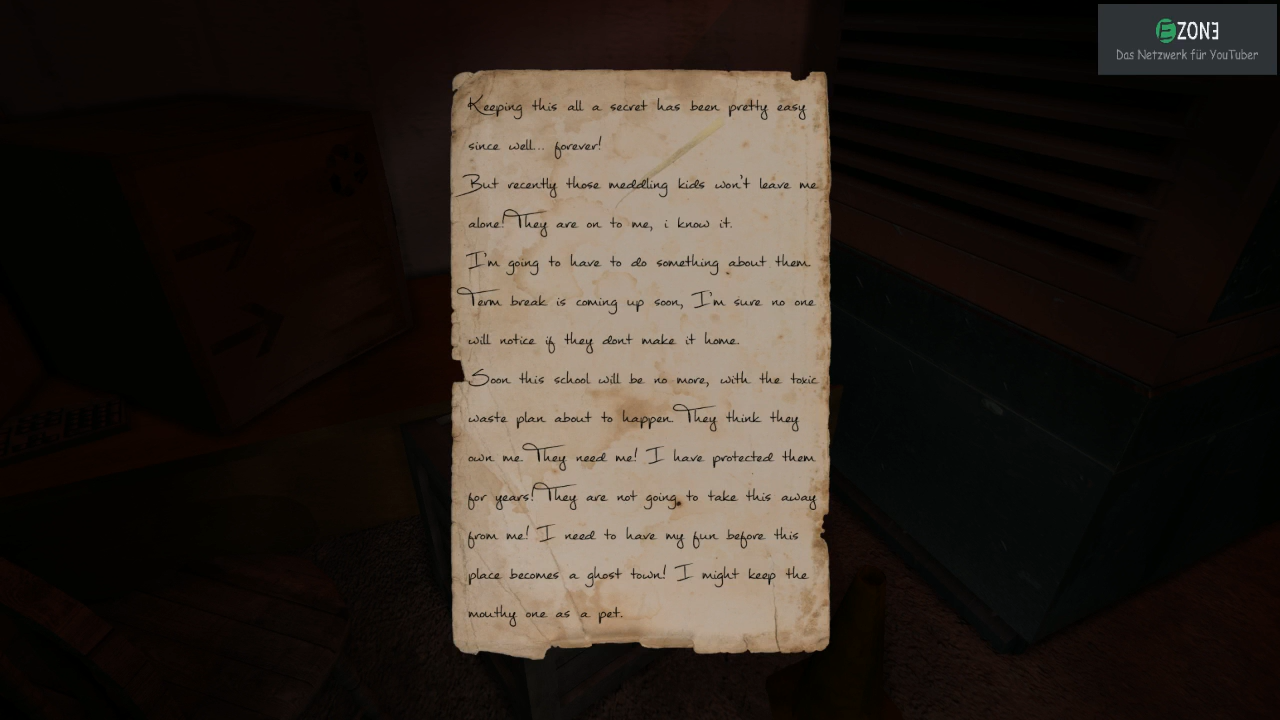 EZONE
Das Netzwerk für YouTuber
Keeping this all a secret has been pretty easy
since well... forever!
But recently those meddling kids won't leave me
alone! They are on to me, i know it.
I'm going to have to do something about them.
Term break is coming up soon, I'm sure no one
will notice if they dont make it home.
Soon this school will be no more, with the toxic
waste plan about to happen. They think they
own me. They need me! I have protected them
for years! They are not going to take this away
from me! I need to have my fun before this
place becomes a ghost town! I might keep the
mouthy one as a pet.